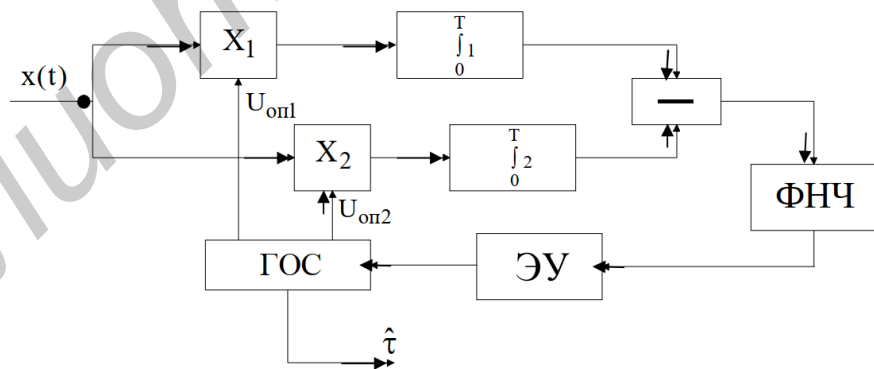 x(t)
X₁
T
∫₁
0
Uоп1
X₂
T
∫₂
0
Uоп2
—
ФНЧ
ГОС
ЭУ
τ̂